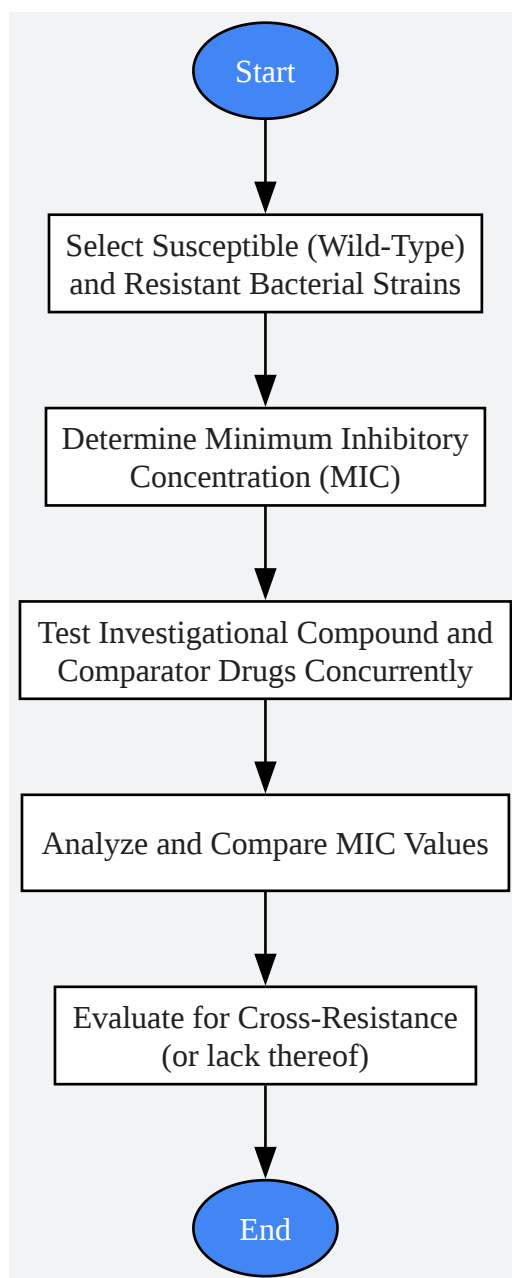 Start
Select Susceptible (Wild-Type)
and Resistant Bacterial Strains
Determine Minimum Inhibitory
Concentration (MIC)
Test Investigational Compound and
Comparator Drugs Concurrently
Analyze and Compare MIC Values
Evaluate for Cross-Resistance
(or lack thereof)
End